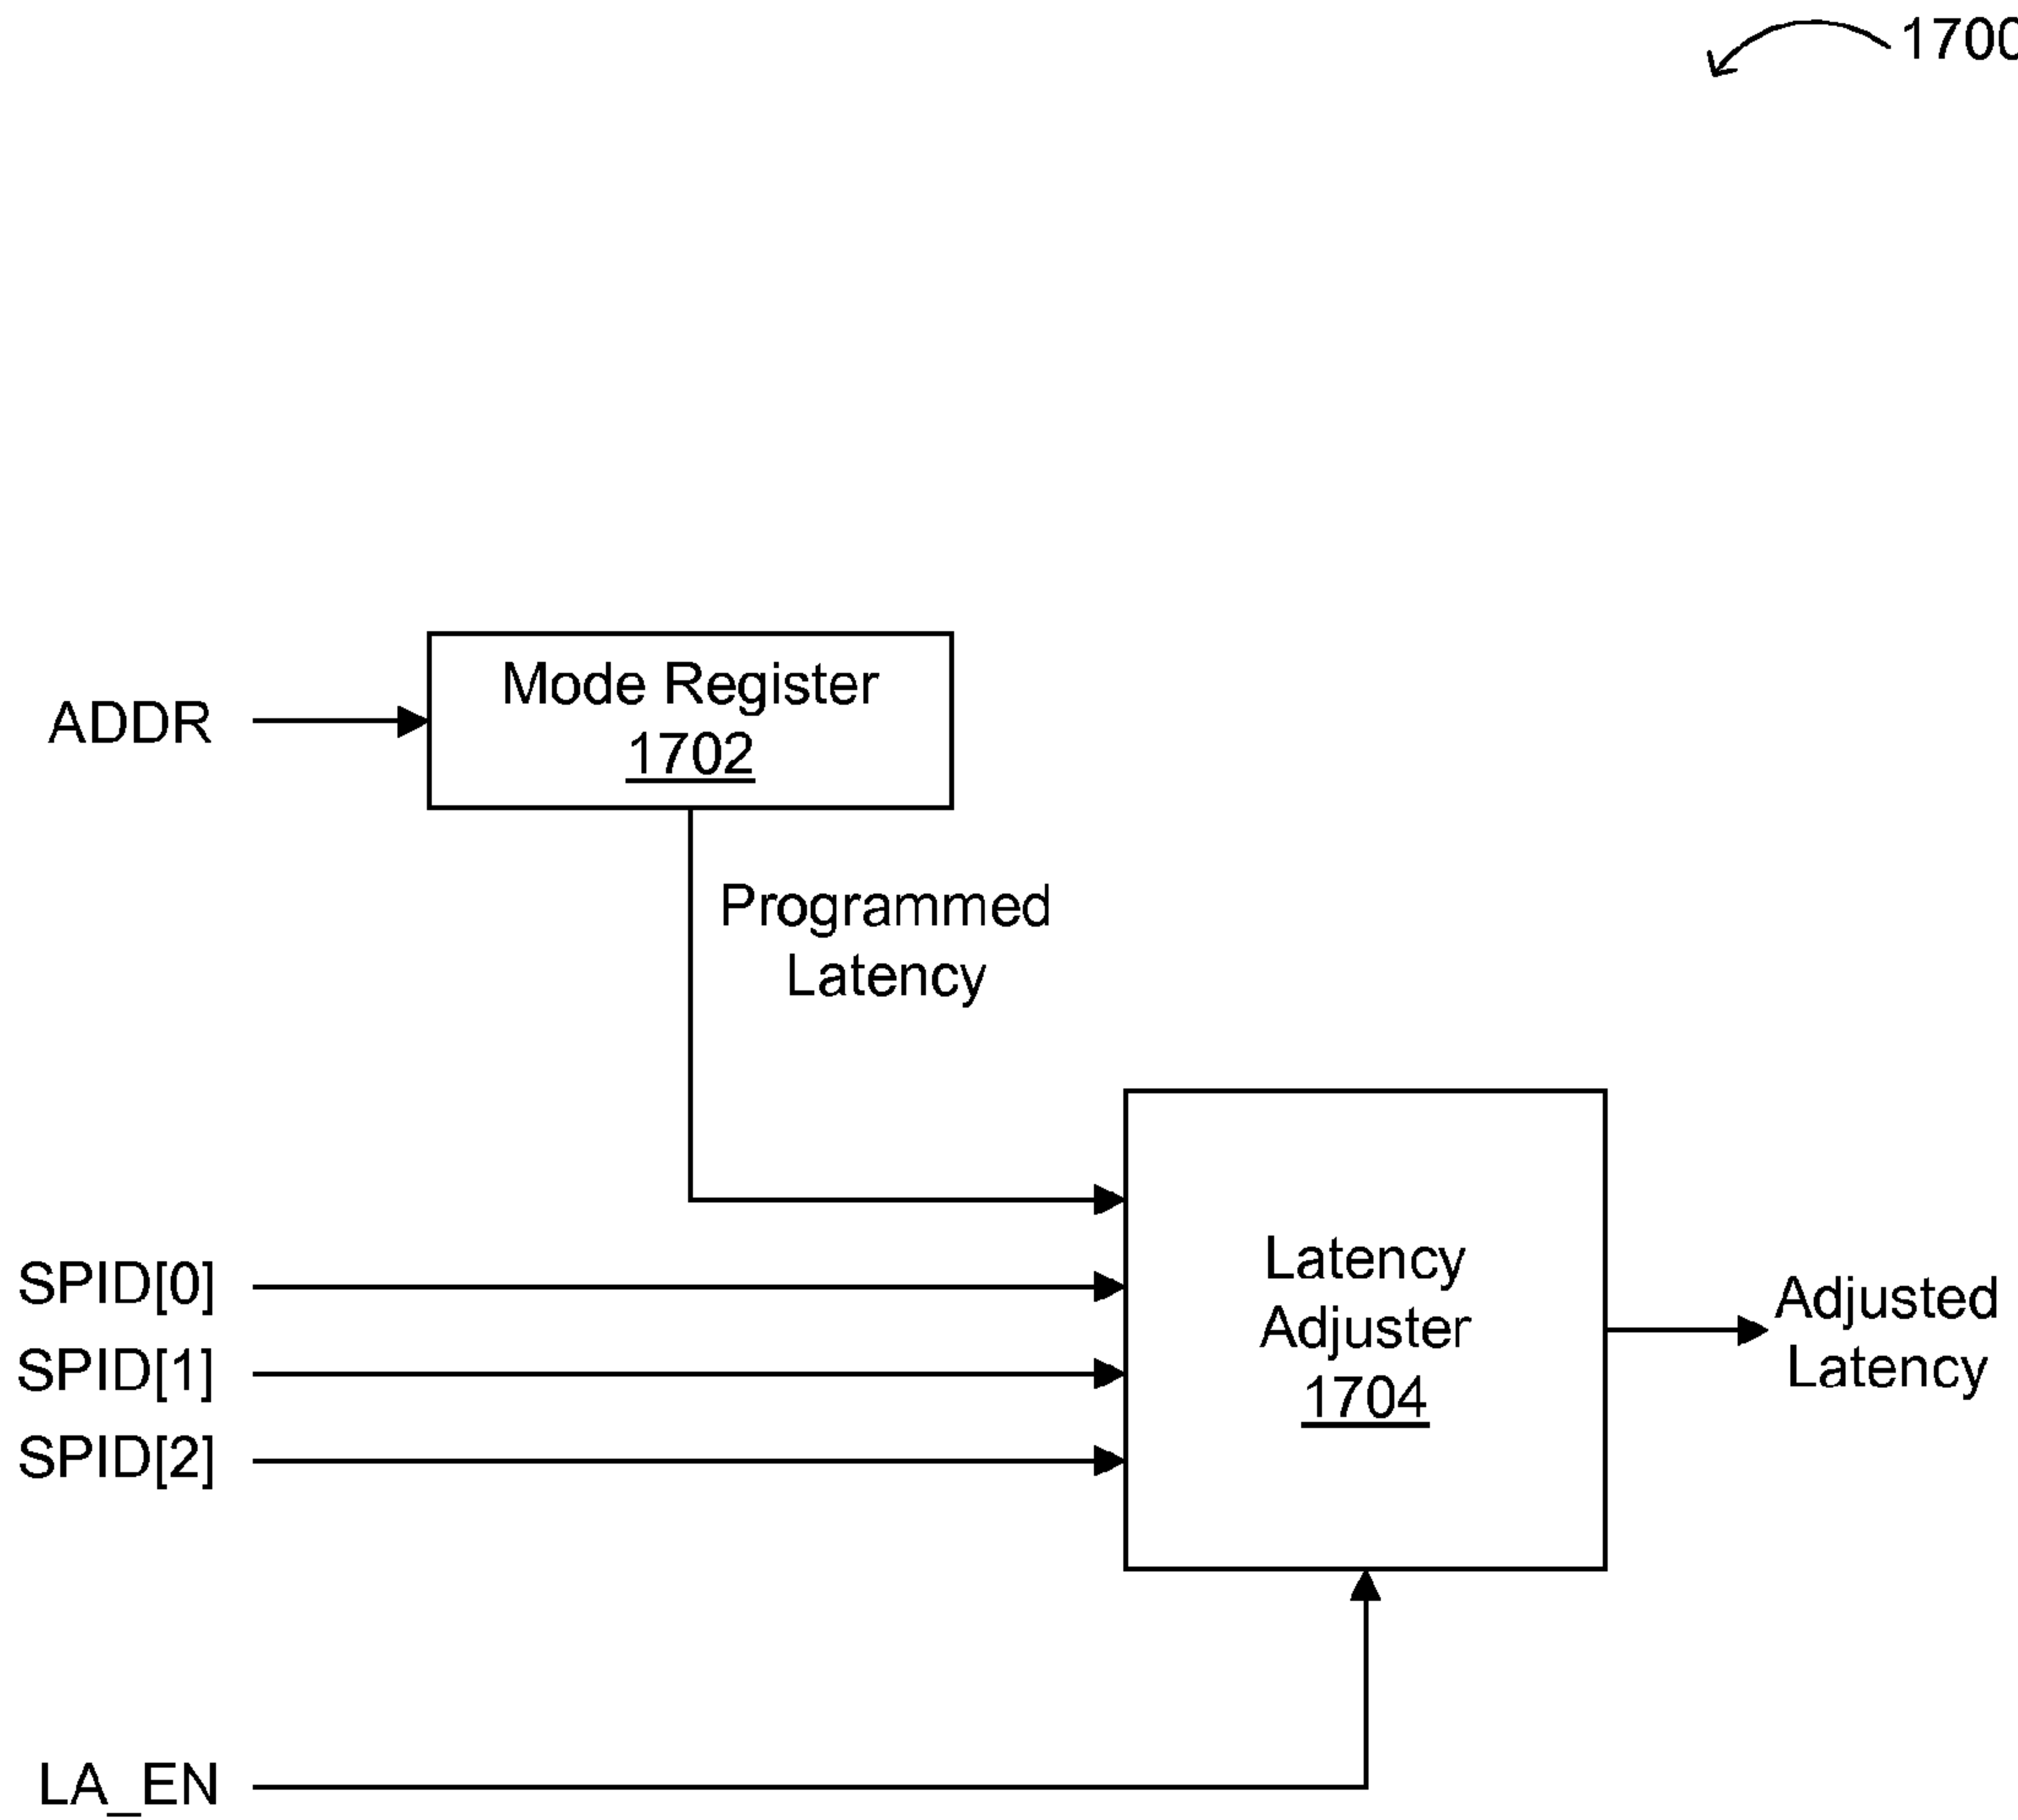 1700
ADDR
Mode Register
1702
Programmed
Latency
SPID[0]
SPID[1]
SPID[2]
Latency
Adjuster
1704
Adjusted
Latency
LA_EN